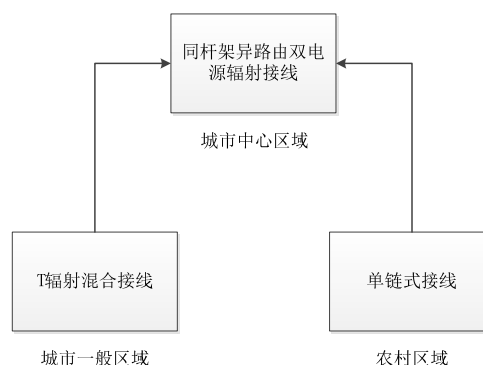 同杆架异路由双电
源辐射接线
城市中心区域
T辐射混合接线
单链式接线
城市一般区域
农村区域